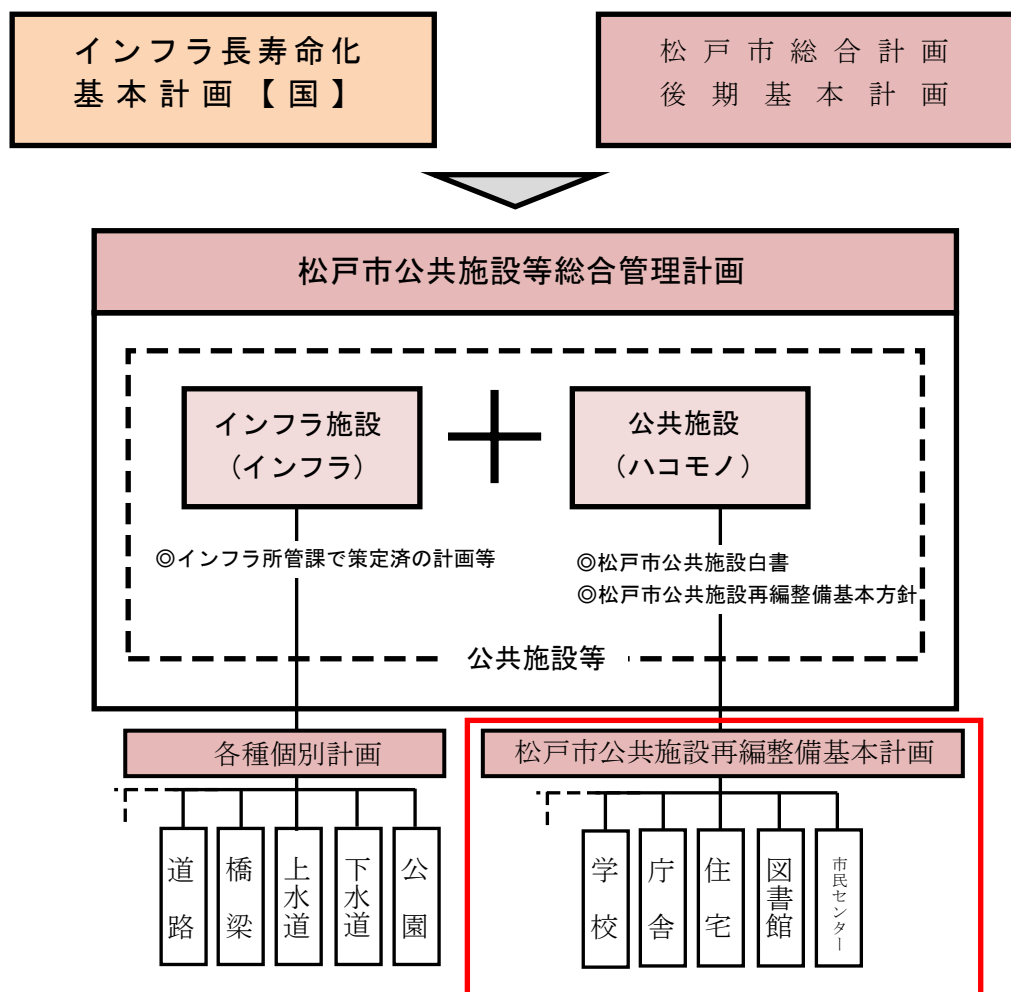 インフラ長寿命化
基本計画【国】
松戸市総合計画
後期基本計画
松戸市公共施設等総合管理計画
インフラ施設
（インフラ）
公共施設
（ハコモノ）
◎インフラ所管課で策定済の計画等
◎松戸市公共施設白書
◎松戸市公共施設再編整備基本方針
公共施設等
各種個別計画
松戸市公共施設再編整備基本計画
道路
橋梁
上水道
下水道
公園
学校
庁舎
住宅
図書館
市民センター